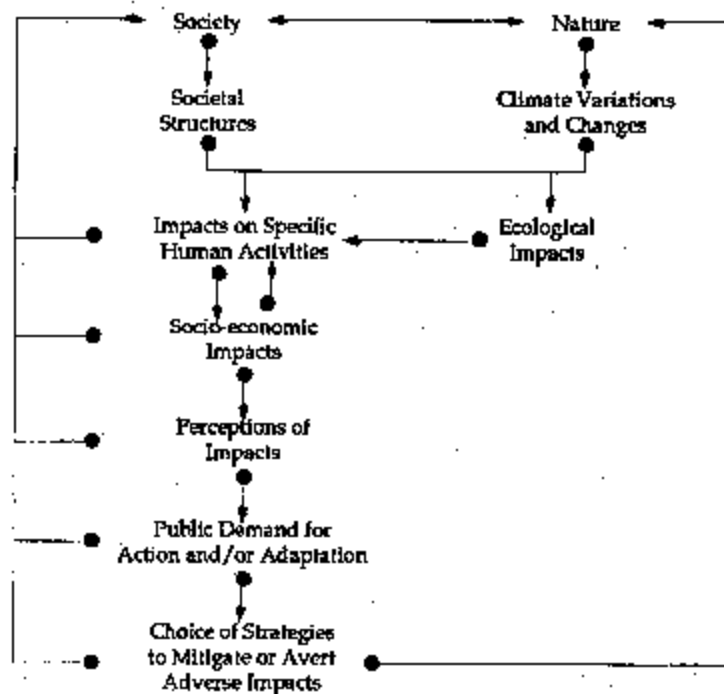 Society
Nature
Societal
Structures
Climate Variations
and Changes
Impacts on Specific
Human Activities
Ecological
Impacts
Socio-economic
Impacts
Perceptions of
Impacts
Public Demand for
Action and/or Adaptation
Choice of Strategies
to Mitigate or Avert
Adverse Impacts